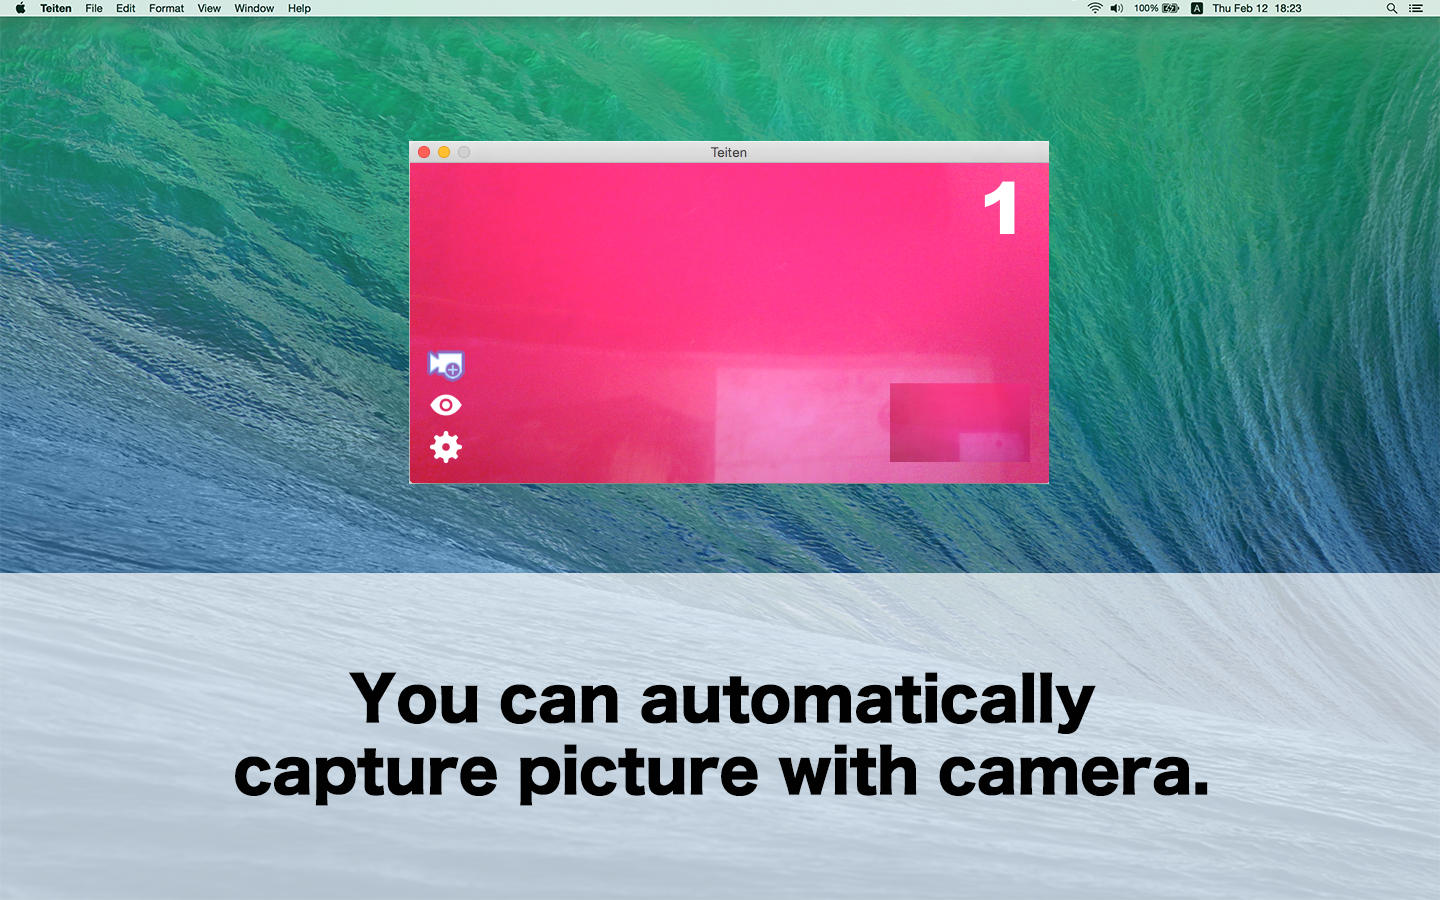 Teiten File Edit Format View Window Help 100% A Thu Feb 12 18:23
Teiten
1
You can automatically
capture picture with camera.